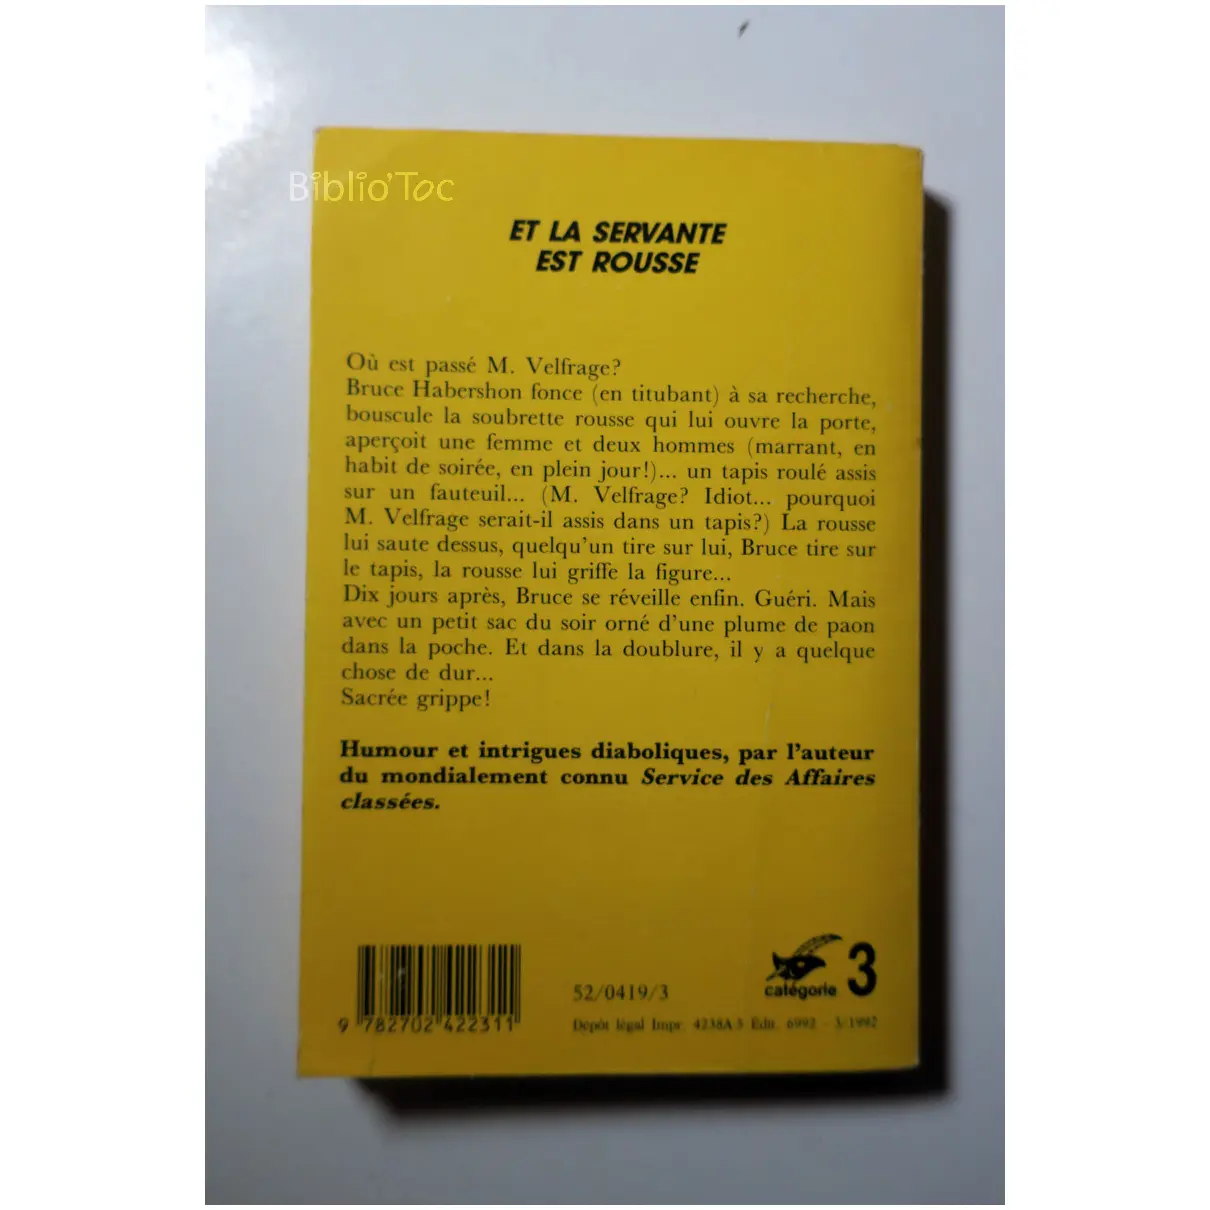 Biblio'Toc
ET LA SERVANTE
EST ROUSSE
Où est passé M. Velfrage?
Bruce Habershon fonce (en titubant) à sa recherche,
bouscule la soubrette rousse qui lui ouvre la porte,
aperçoit une femme et deux hommes (marrant, en
habit de soirée, en plein jour!)... un tapis roulé assis
sur un fauteuil... (M. Velfrage? Idiot... pourquoi
M. Velfrage serait-il assis dans un tapis?) La rousse
lui saute dessus, quelqu'un tire sur lui, Bruce tire sur
le tapis, la rousse lui griffe la figure...
Dix jours après, Bruce se réveille enfin. Guéri. Mais
avec un petit sac du soir orné d'une plume de paon
dans la poche. Et dans la doublure, il y a quelque
chose de dur...
Sacrée grippe!
Humour et intrigues diaboliques, par l'auteur
du mondialement connu Service des Affaires
classées.
catégorie 3
52/0419/3
9 782702 422311
Dépôt légal Impr. 4238A5 Édit. 6992 - 3/1992